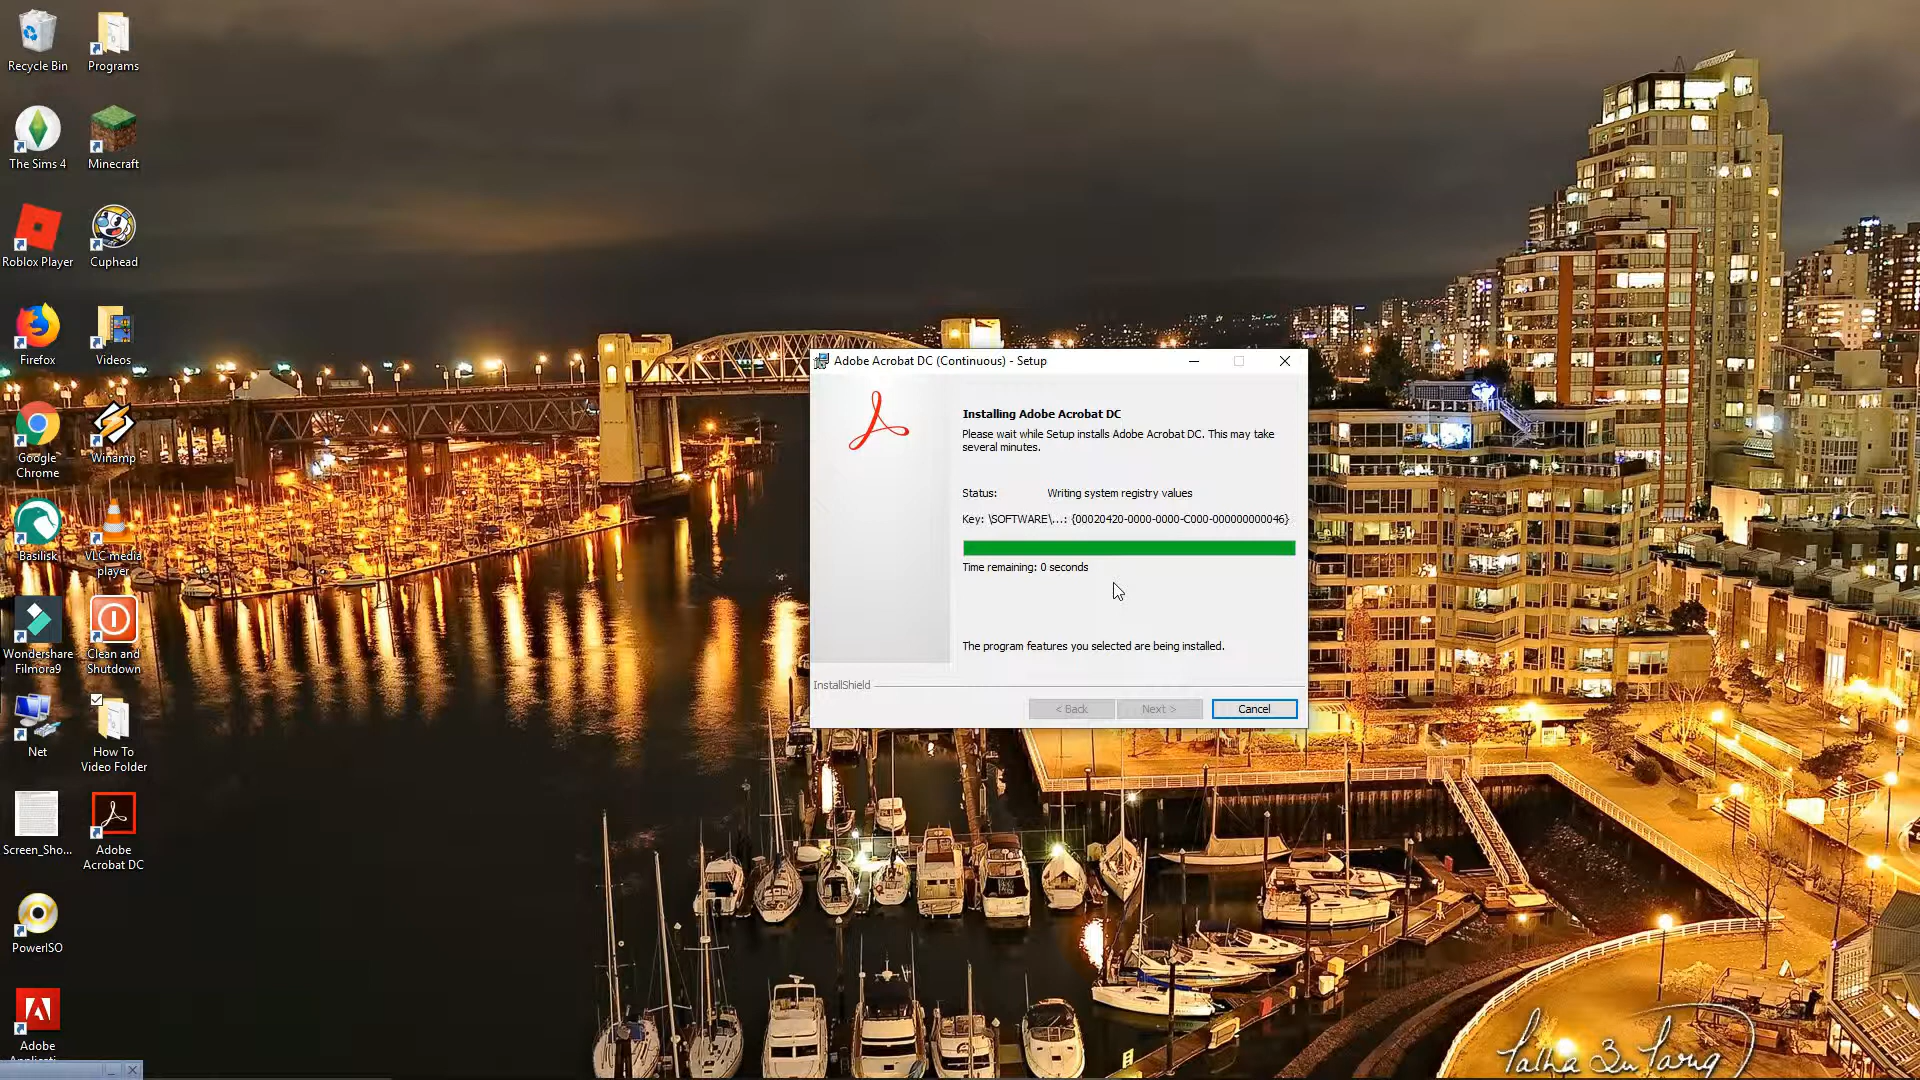 Recycle Bin
Programs
The Sims 4
Minecraft
Roblox Player
Cuphead
Firefox
Videos
Google
Chrome
Winamp
Basilisk
VLC media
player
Wondershare
Filmora9
Clean and
Shutdown
Net
How To
Video Folder
Screen_Sho...
Adobe
Acrobat DC
PowerISO
Adobe
Adobe Acrobat DC (Continuous) - Setup
Installing Adobe Acrobat DC
Please wait while Setup installs Adobe Acrobat DC. This may take
several minutes.
Status: Writing system registry values
Key: \SOFTWARE\...: {00020420-0000-0000-C000-000000000046}
Time remaining: 0 seconds
The program features you selected are being installed.
InstallShield
< Back
Next >
Cancel